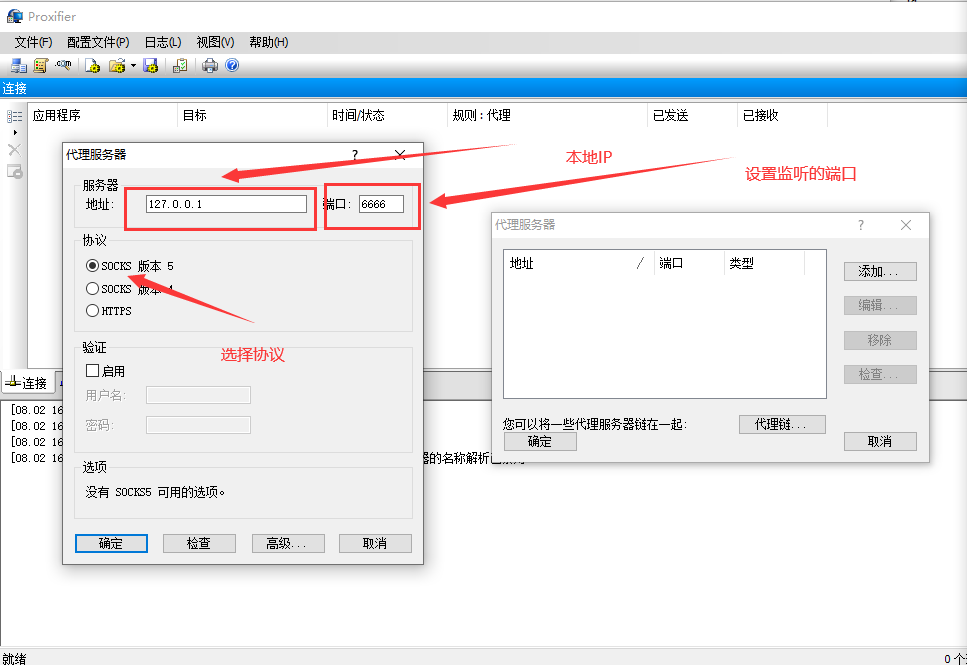 Proxifier
文件(F) 配置文件(P) 日志(L) 视图(V) 帮助(H)
连接
应用程序 目标 时间/状态 规则 : 代理 已发送 已接收
代理服务器 ?
本地IP
设置监听的端口
服务器
地址: 127.0.0.1 端口: 6666
协议
SOCKS 版本 5
SOCKS 版本 4
HTTPS
选择协议
验证
启用
用户名:
密码:
选项
没有 SOCKS5 可用的选项。
确定 检查 高级... 取消
代理服务器 ?
地址 / 端口 类型
添加...
编辑...
移除
检查...
您可以将一些代理服务器链在一起:
代理链...
确定 取消
连接
[08.02 16
[08.02 16
[08.02 16
[08.02 16 器的名称解析
就绪 0 个